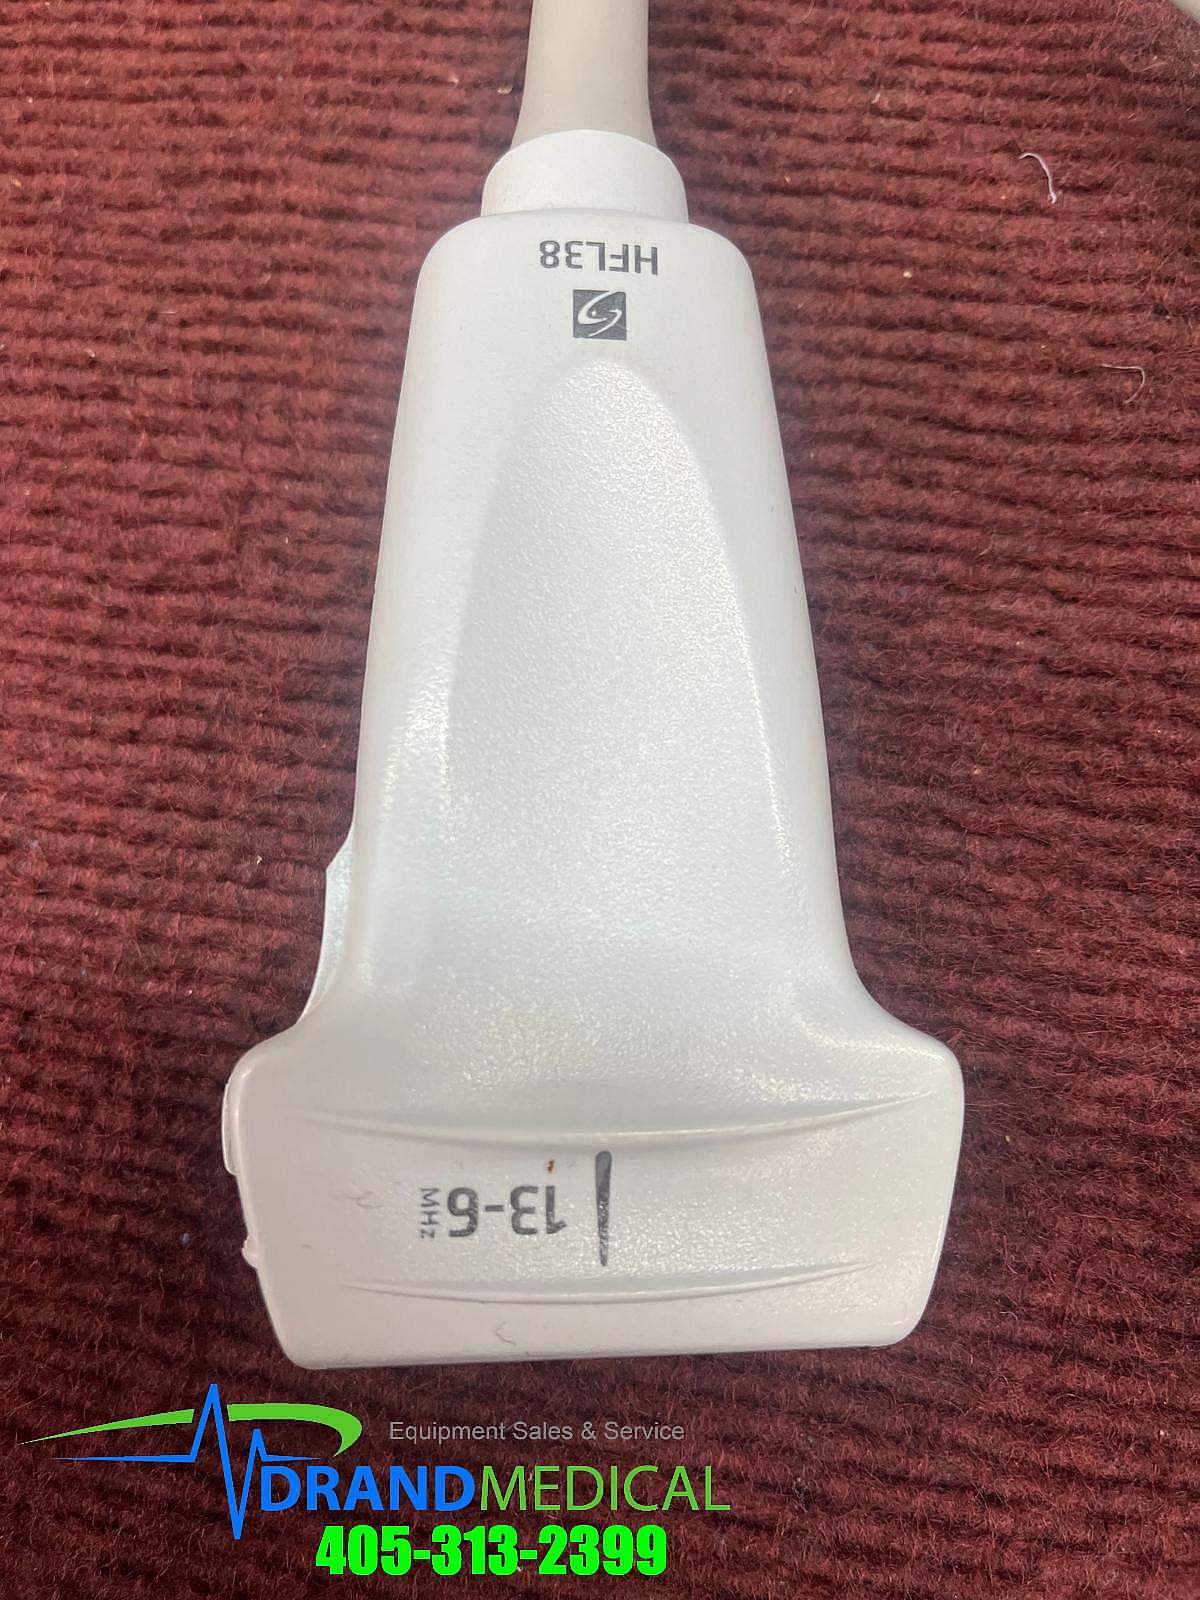 HFL38
13-6
MHz
Equipment Sales & Service
DRANDMEDICAL
405-313-2399